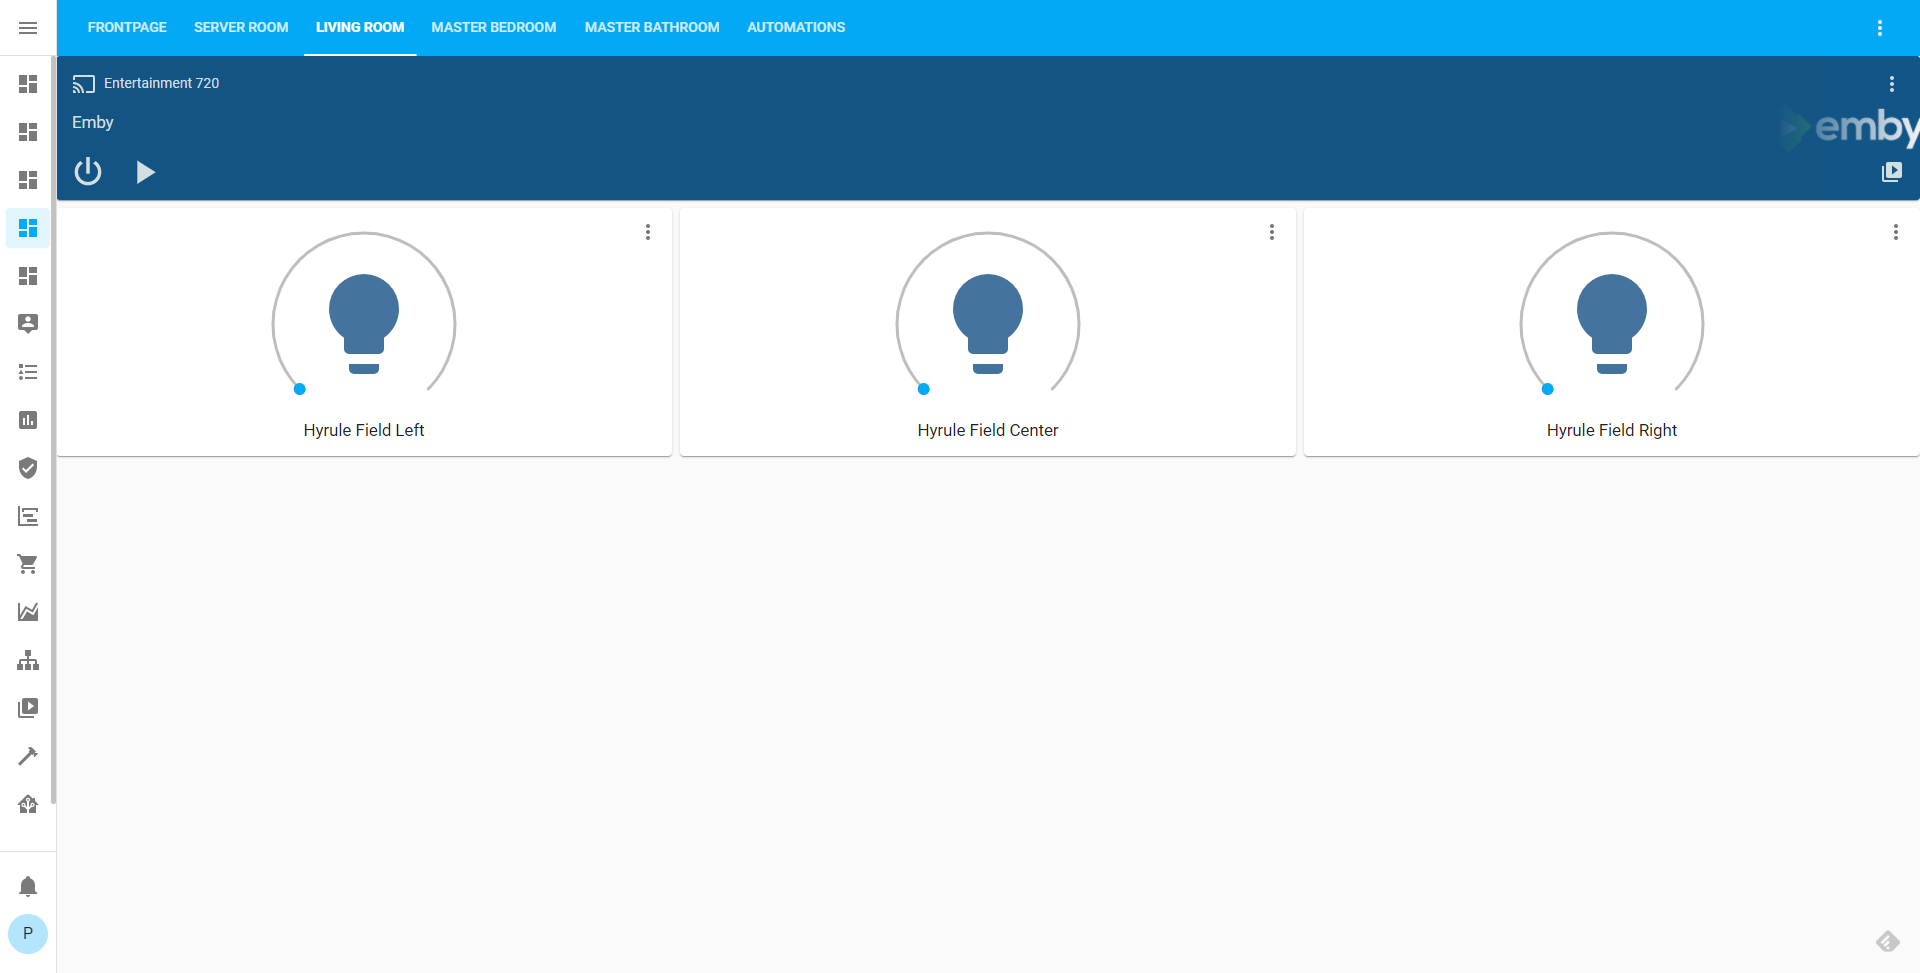 FRONTPAGE SERVER ROOM LIVING ROOM MASTER BEDROOM MASTER BATHROOM AUTOMATIONS
Entertainment 720
Emby
emby
Hyrule Field Left
Hyrule Field Center
Hyrule Field Right
P